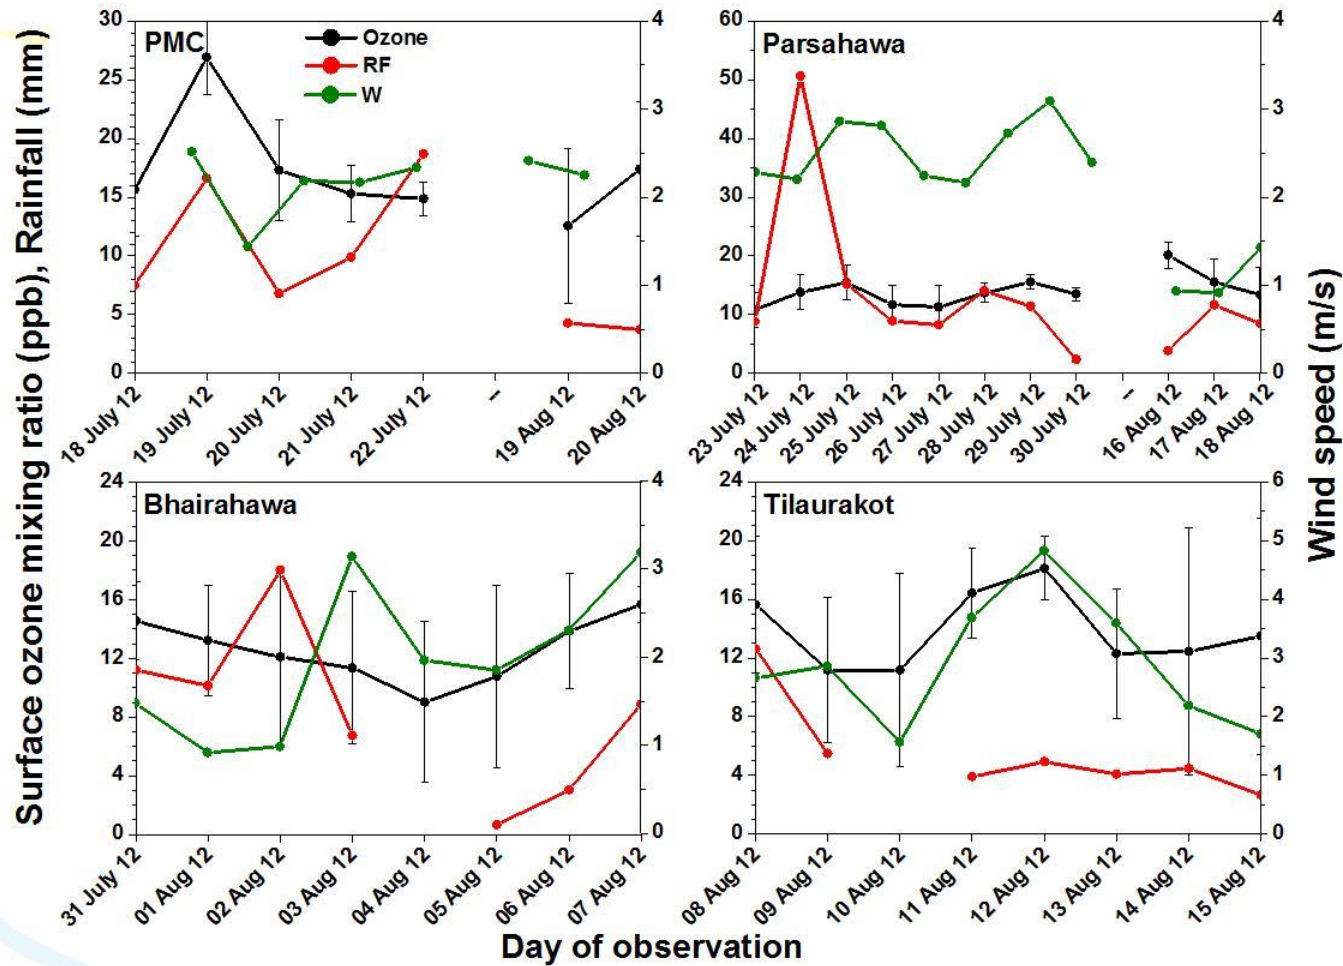 Surface ozone mixing ratio (ppb), Rainfall (mm)
PMC
Ozone
RF
W
30
25
20
15
10
5
0
4
3
2
1
0
18 July 12
19 July 12
20 July 12
21 July 12
22 July 12
--
19 Aug 12
20 Aug 12
Parsahawa
60
50
40
30
20
10
0
4
3
2
1
0
23 July 12
24 July 12
25 July 12
26 July 12
27 July 12
28 July 12
29 July 12
30 July 12
--
16 Aug 12
17 Aug 12
18 Aug 12
Wind speed (m/s)
Bhairahawa
24
20
16
12
8
4
0
4
3
2
1
0
31 July 12
01 Aug 12
02 Aug 12
03 Aug 12
04 Aug 12
05 Aug 12
06 Aug 12
07 Aug 12
Tilaurakot
24
20
16
12
8
4
0
6
5
4
3
2
1
0
08 Aug 12
09 Aug 12
10 Aug 12
11 Aug 12
12 Aug 12
13 Aug 12
14 Aug 12
15 Aug 12
Day of observation